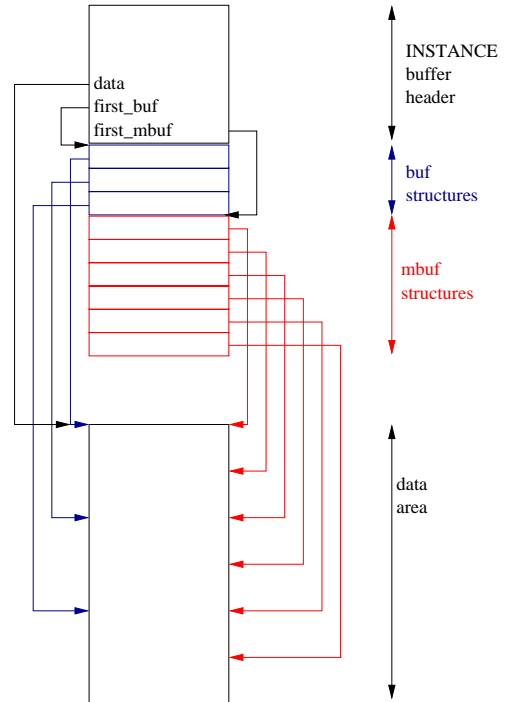 INSTANCE
buffer
header
data
first_buf
first_mbuf
buf
structures
mbuf
structures
data
area